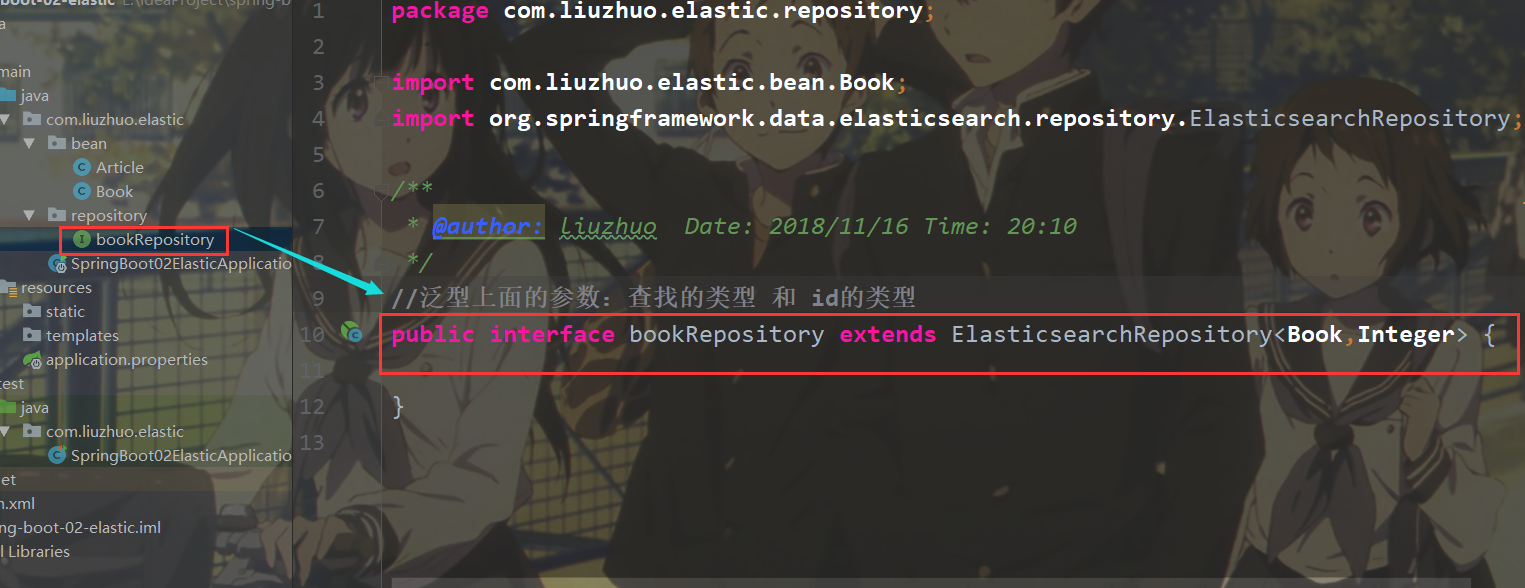 boot-02-elastic E:\IdeaProject\spring-b
main
java
com.liuzhuo.elastic
bean
Article
Book
repository
bookRepository
SpringBoot02ElasticApplicatio
resources
static
templates
application.properties
test
java
com.liuzhuo.elastic
SpringBoot02ElasticApplicatio
et
n.xml
ng-boot-02-elastic.iml
l Libraries
1 package com.liuzhuo.elastic.repository;
2
3 import com.liuzhuo.elastic.bean.Book;
4 import org.springframework.data.elasticsearch.repository.ElasticsearchRepository;
5
6 /**
7 * @author: liuzhuo Date: 2018/11/16 Time: 20:10
8 */
9 //泛型上面的参数：查找的类型 和 id的类型
10 public interface bookRepository extends ElasticsearchRepository<Book,Integer> {
11
12 }
13